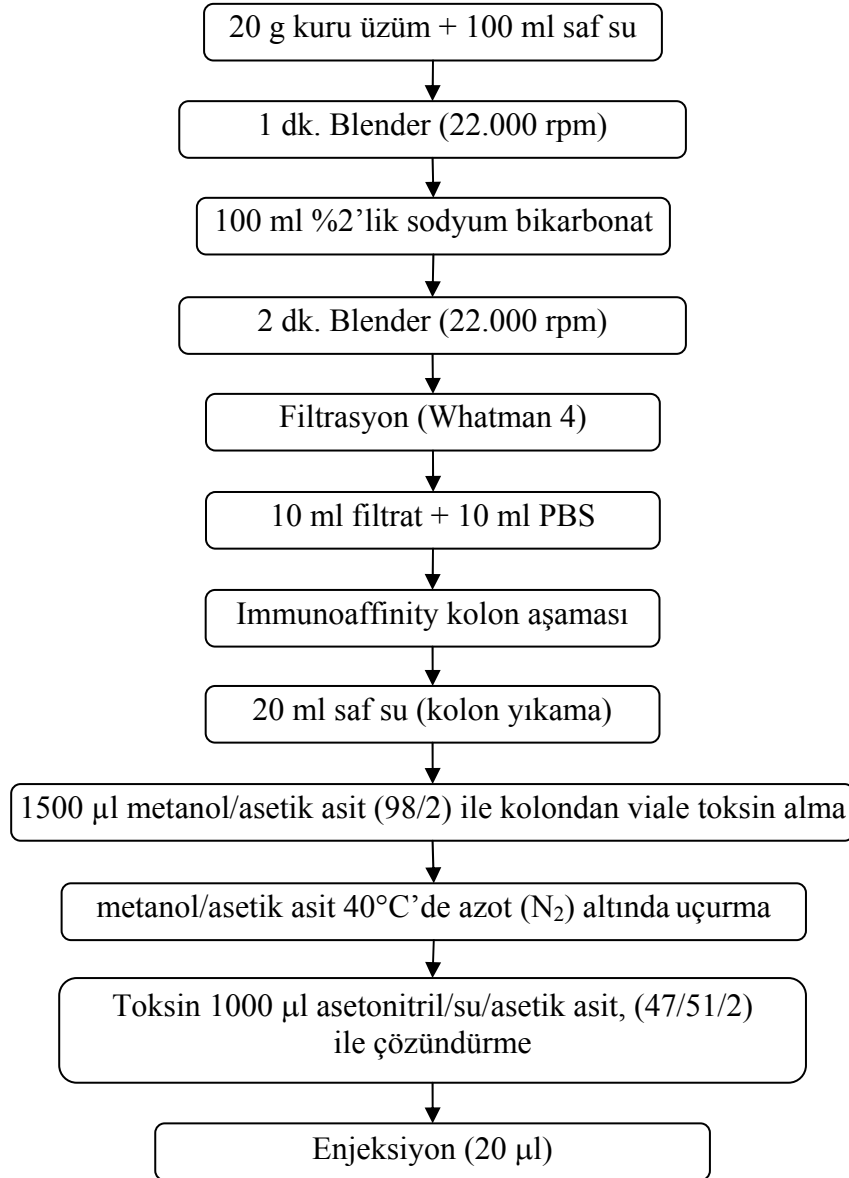 20 g kuru üzüm + 100 ml saf su
1 dk. Blender (22.000 rpm)
100 ml %2’lik sodyum bikarbonat
2 dk. Blender (22.000 rpm)
Filtrasyon (Whatman 4)
10 ml filtrat + 10 ml PBS
Immunoaffinity kolon aşaması
20 ml saf su (kolon yıkama)
1500 µl metanol/asetik asit (98/2) ile kolondan viale toksin alma
metanol/asetik asit 40°C’de azot (N₂) altında uçurma
Toksin 1000 µl asetonitril/su/asetik asit, (47/51/2)
ile çözündürme
Enjeksiyon (20 µl)